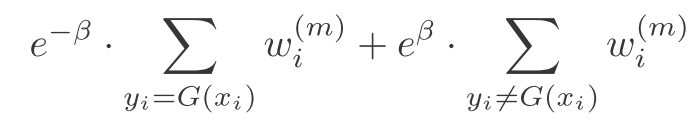 $e^{-\beta} \cdot \sum_{y_i = G(x_i)} w_i^{(m)} + e^{\beta} \cdot \sum_{y_i \neq G(x_i)} w_i^{(m)}$